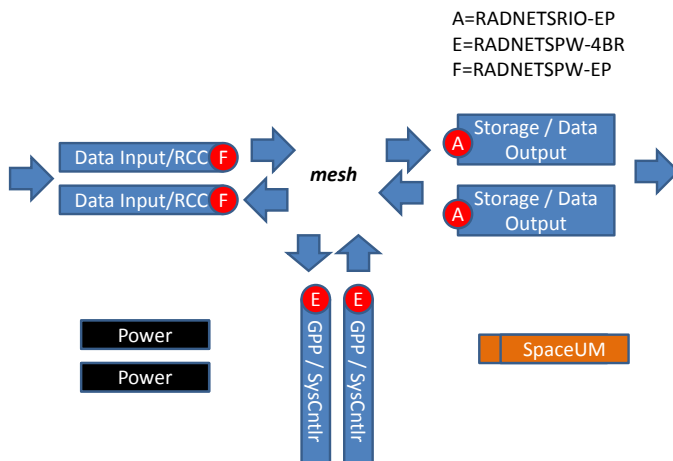 A=RADNETSRIO-EP
E=RADNETSPW-4BR
F=RADNETSPW-EP
Data Input/RCC F
Data Input/RCC F
mesh
A Storage / Data
Output
A Storage / Data
Output
E
GPP / SysCntlr
E
GPP / SysCntlr
Power
Power
SpaceUM